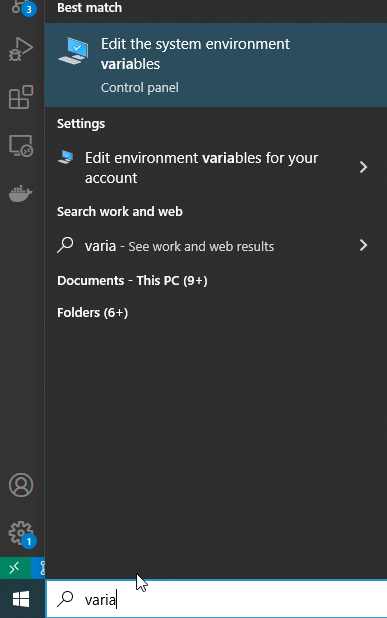 3
Best match
Edit the system environment
variables
Control panel
Settings
Edit environment variables for your
account
Search work and web
varia - See work and web results
Documents - This PC (9+)
Folders (6+)
1
varia